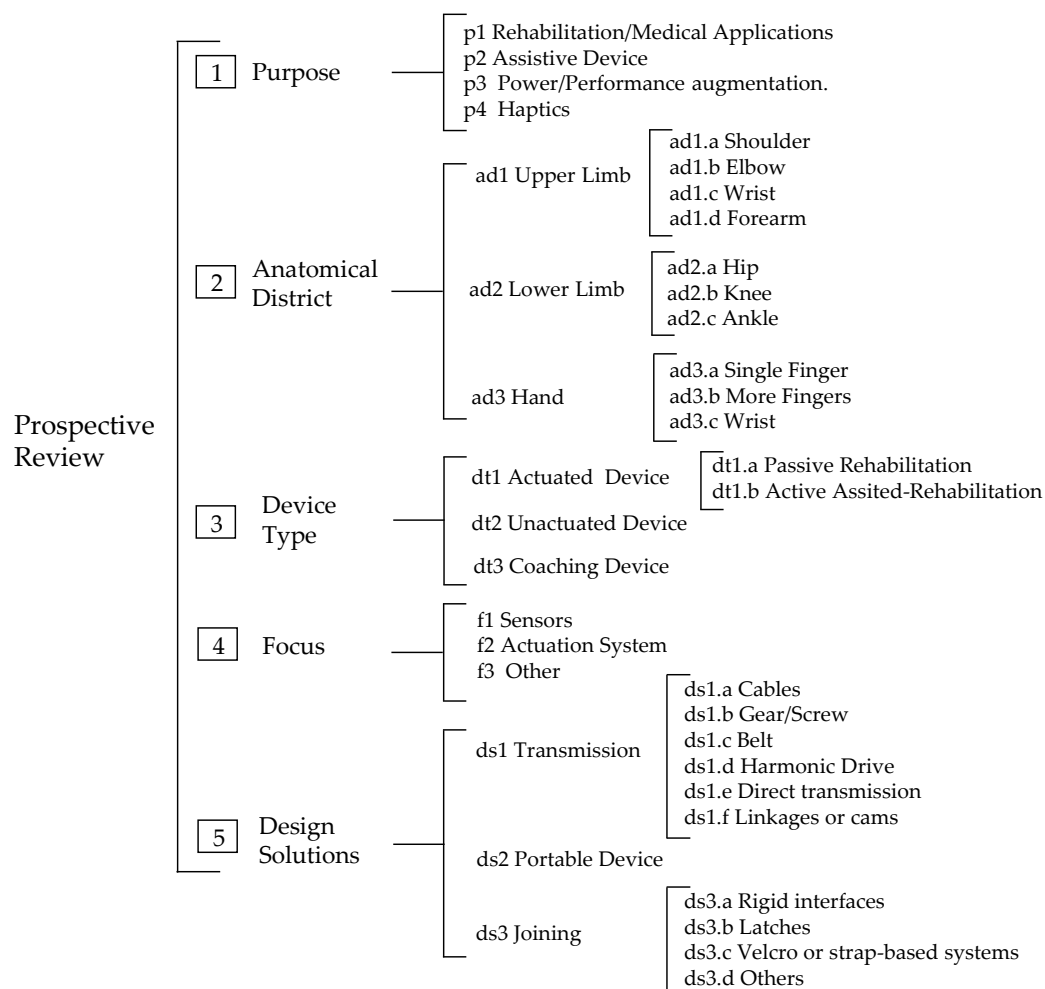 Prospective
Review
1 Purpose
p1 Rehabilitation/Medical Applications
p2 Assistive Device
p3 Power/Performance augmentation.
p4 Haptics
2 Anatomical
District
ad1 Upper Limb
ad1.a Shoulder
ad1.b Elbow
ad1.c Wrist
ad1.d Forearm
ad2 Lower Limb
ad2.a Hip
ad2.b Knee
ad2.c Ankle
ad3 Hand
ad3.a Single Finger
ad3.b More Fingers
ad3.c Wrist
3 Device
Type
dt1 Actuated Device
dt1.a Passive Rehabilitation
dt1.b Active Assited-Rehabilitation
dt2 Unactuated Device
dt3 Coaching Device
4 Focus
f1 Sensors
f2 Actuation System
f3 Other
5 Design
Solutions
ds1 Transmission
ds1.a Cables
ds1.b Gear/Screw
ds1.c Belt
ds1.d Harmonic Drive
ds1.e Direct transmission
ds1.f Linkages or cams
ds2 Portable Device
ds3 Joining
ds3.a Rigid interfaces
ds3.b Latches
ds3.c Velcro or strap-based systems
ds3.d Others